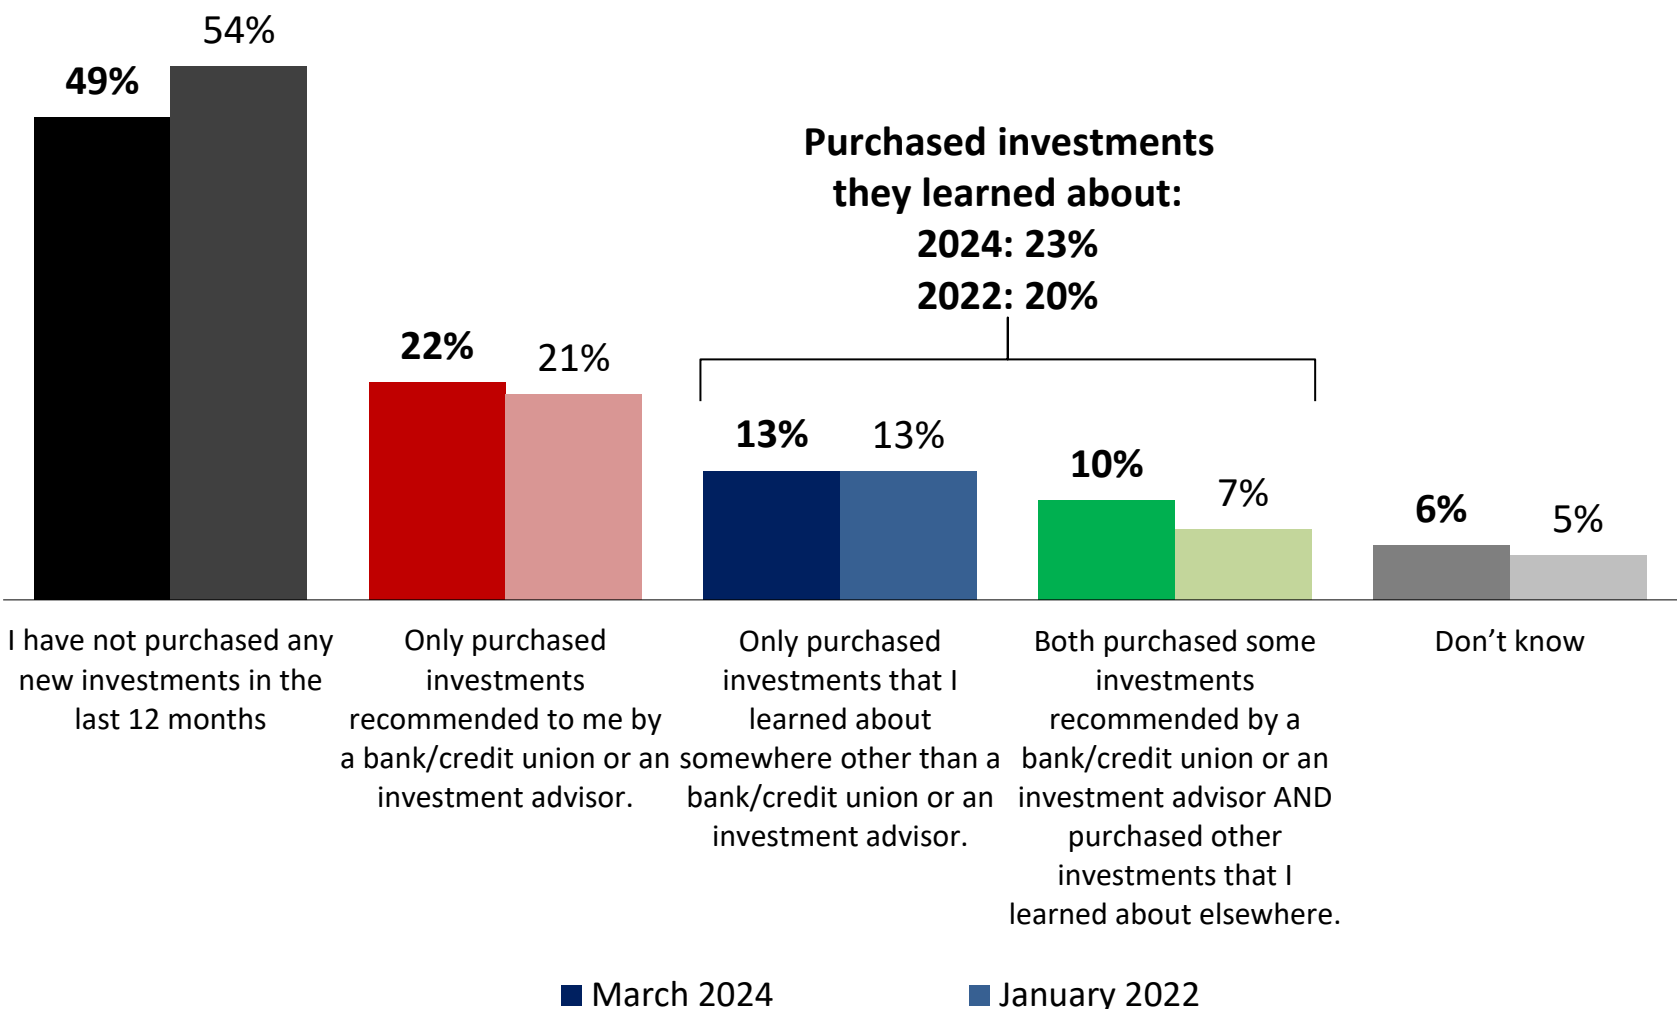 54%
49%
Purchased investments
they learned about:
2024: 23%
2022: 20%
22%
21%
13%
13%
10%
7%
6%
5%
I have not purchased any
new investments in the
last 12 months
Only purchased
investments
recommended to me by
a bank/credit union or an
investment advisor.
Only purchased
investments that I
learned about
somewhere other than a
bank/credit union or an
investment advisor.
Both purchased some
investments
recommended by a
bank/credit union or an
investment advisor AND
purchased other
investments that I
learned about elsewhere.
Don’t know
March 2024
January 2022